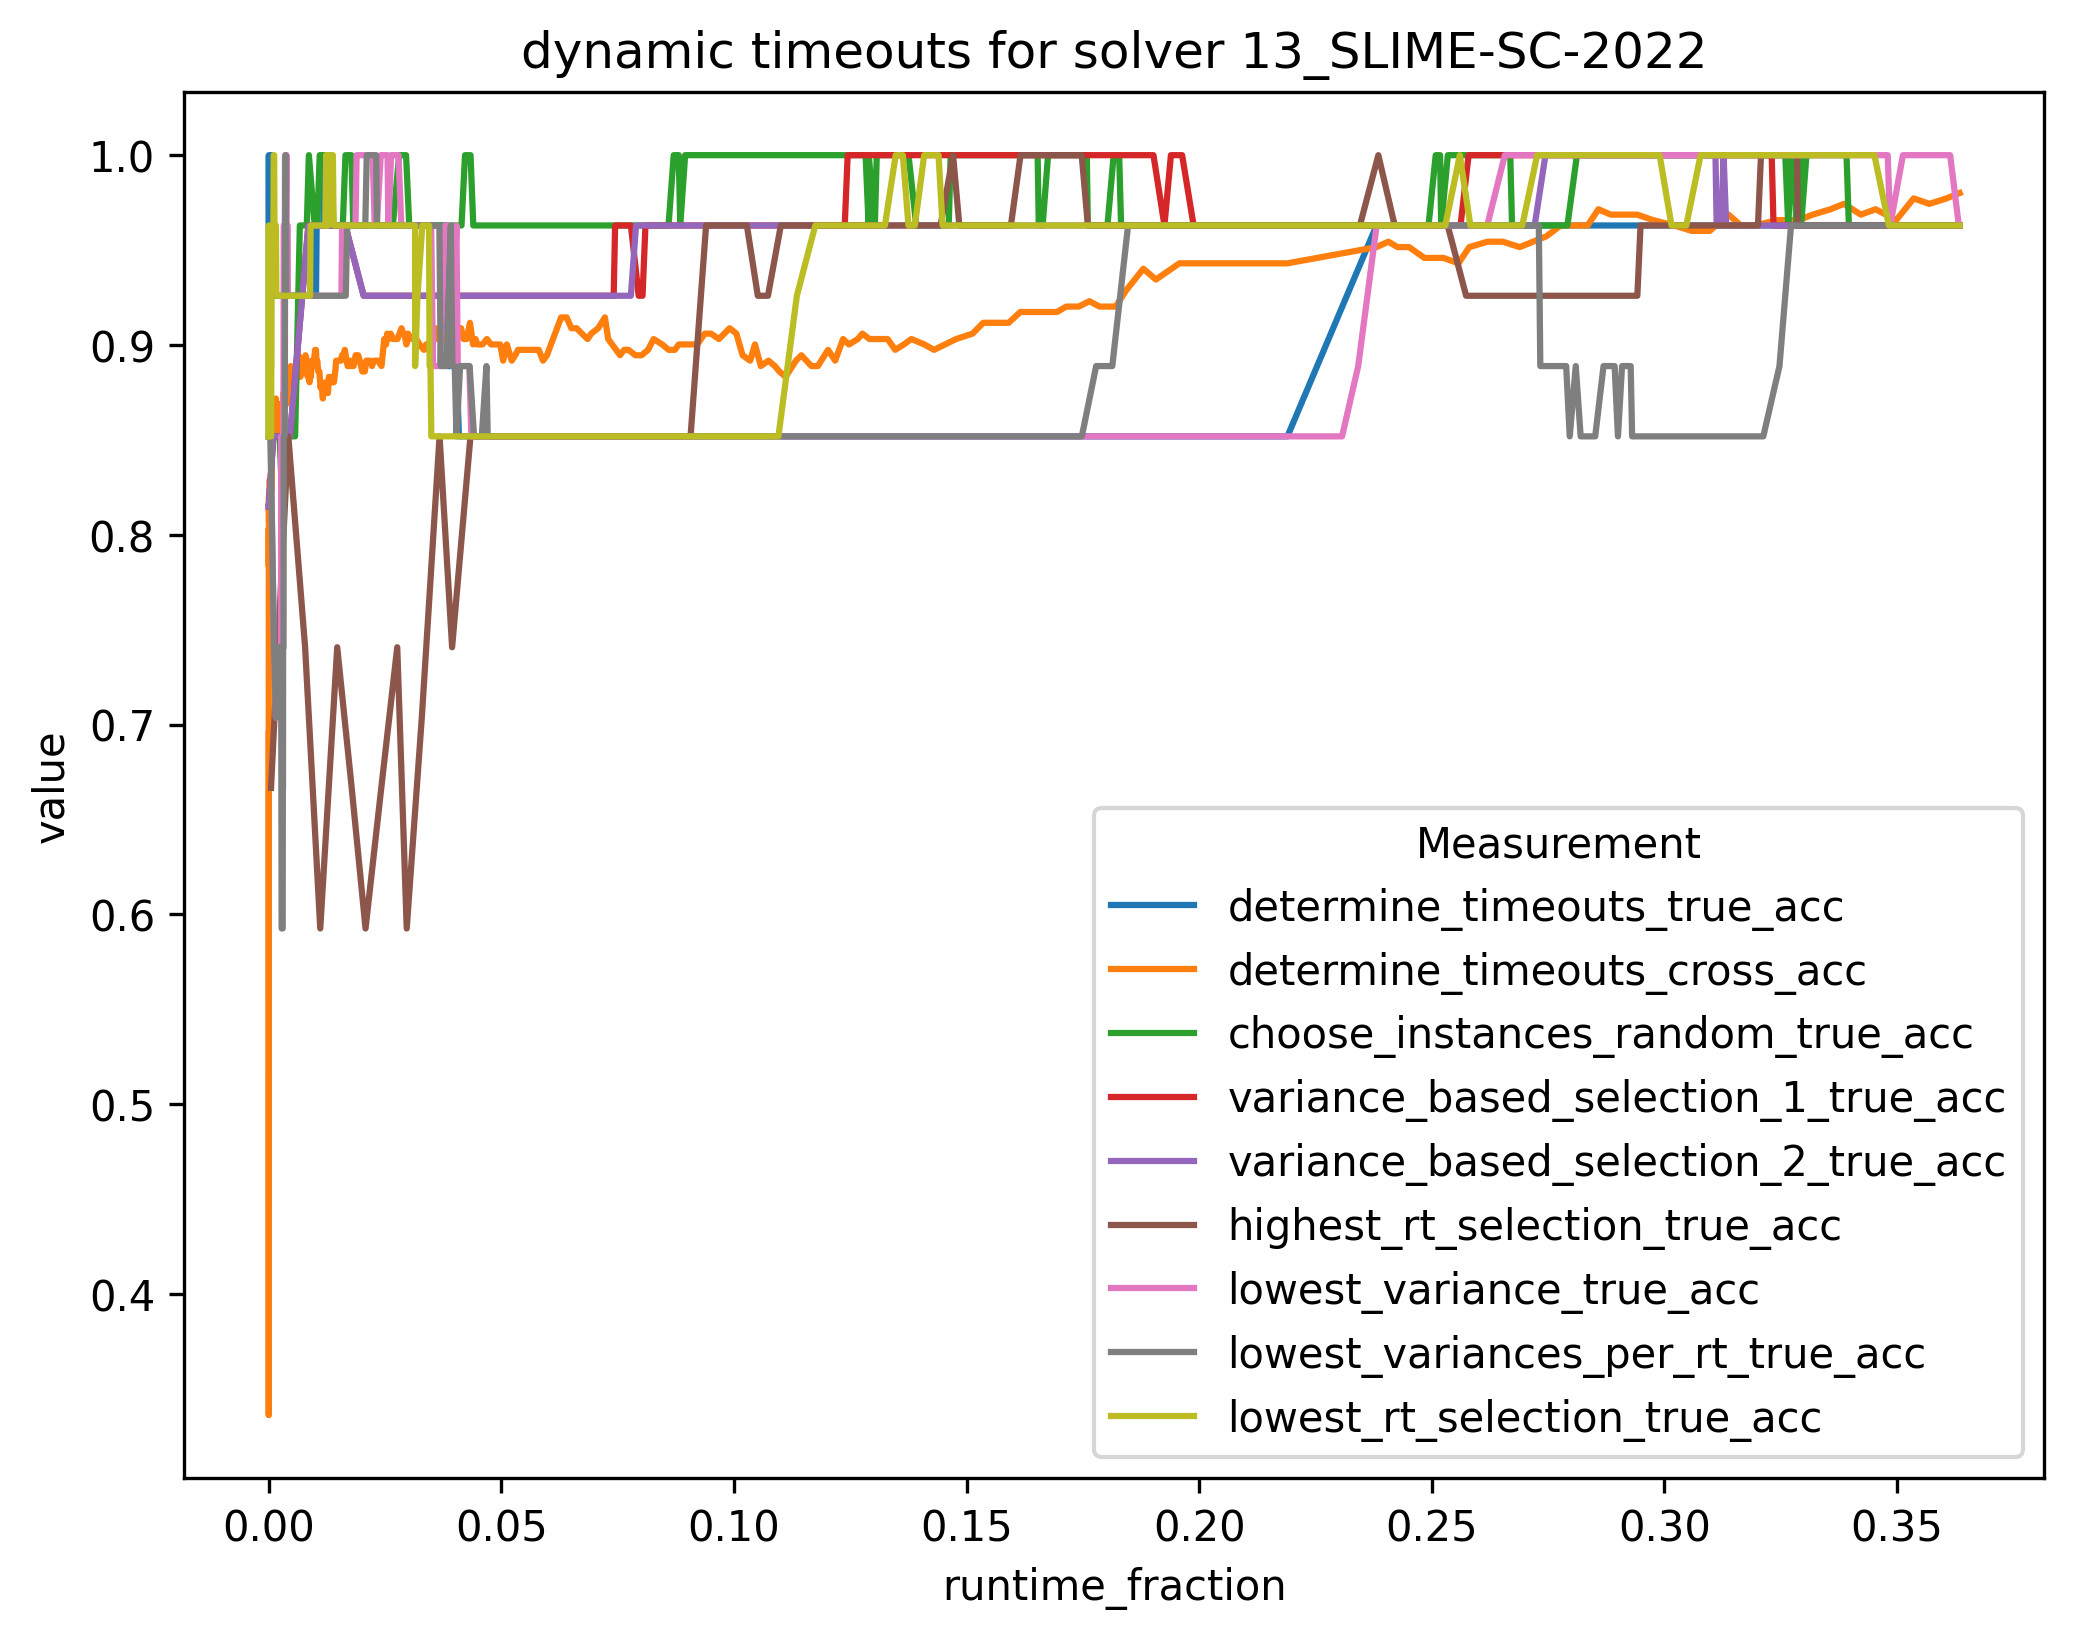 dynamic timeouts for solver 13_SLIME-SC-2022
1.0
0.9
0.8
0.7
0.6
0.5
0.4
value
Measurement
determine_timeouts_true_acc
determine_timeouts_cross_acc
choose_instances_random_true_acc
variance_based_selection_1_true_acc
variance_based_selection_2_true_acc
highest_rt_selection_true_acc
lowest_variance_true_acc
lowest_variances_per_rt_true_acc
lowest_rt_selection_true_acc
0.00 0.05 0.10 0.15 0.20 0.25 0.30 0.35
runtime_fraction